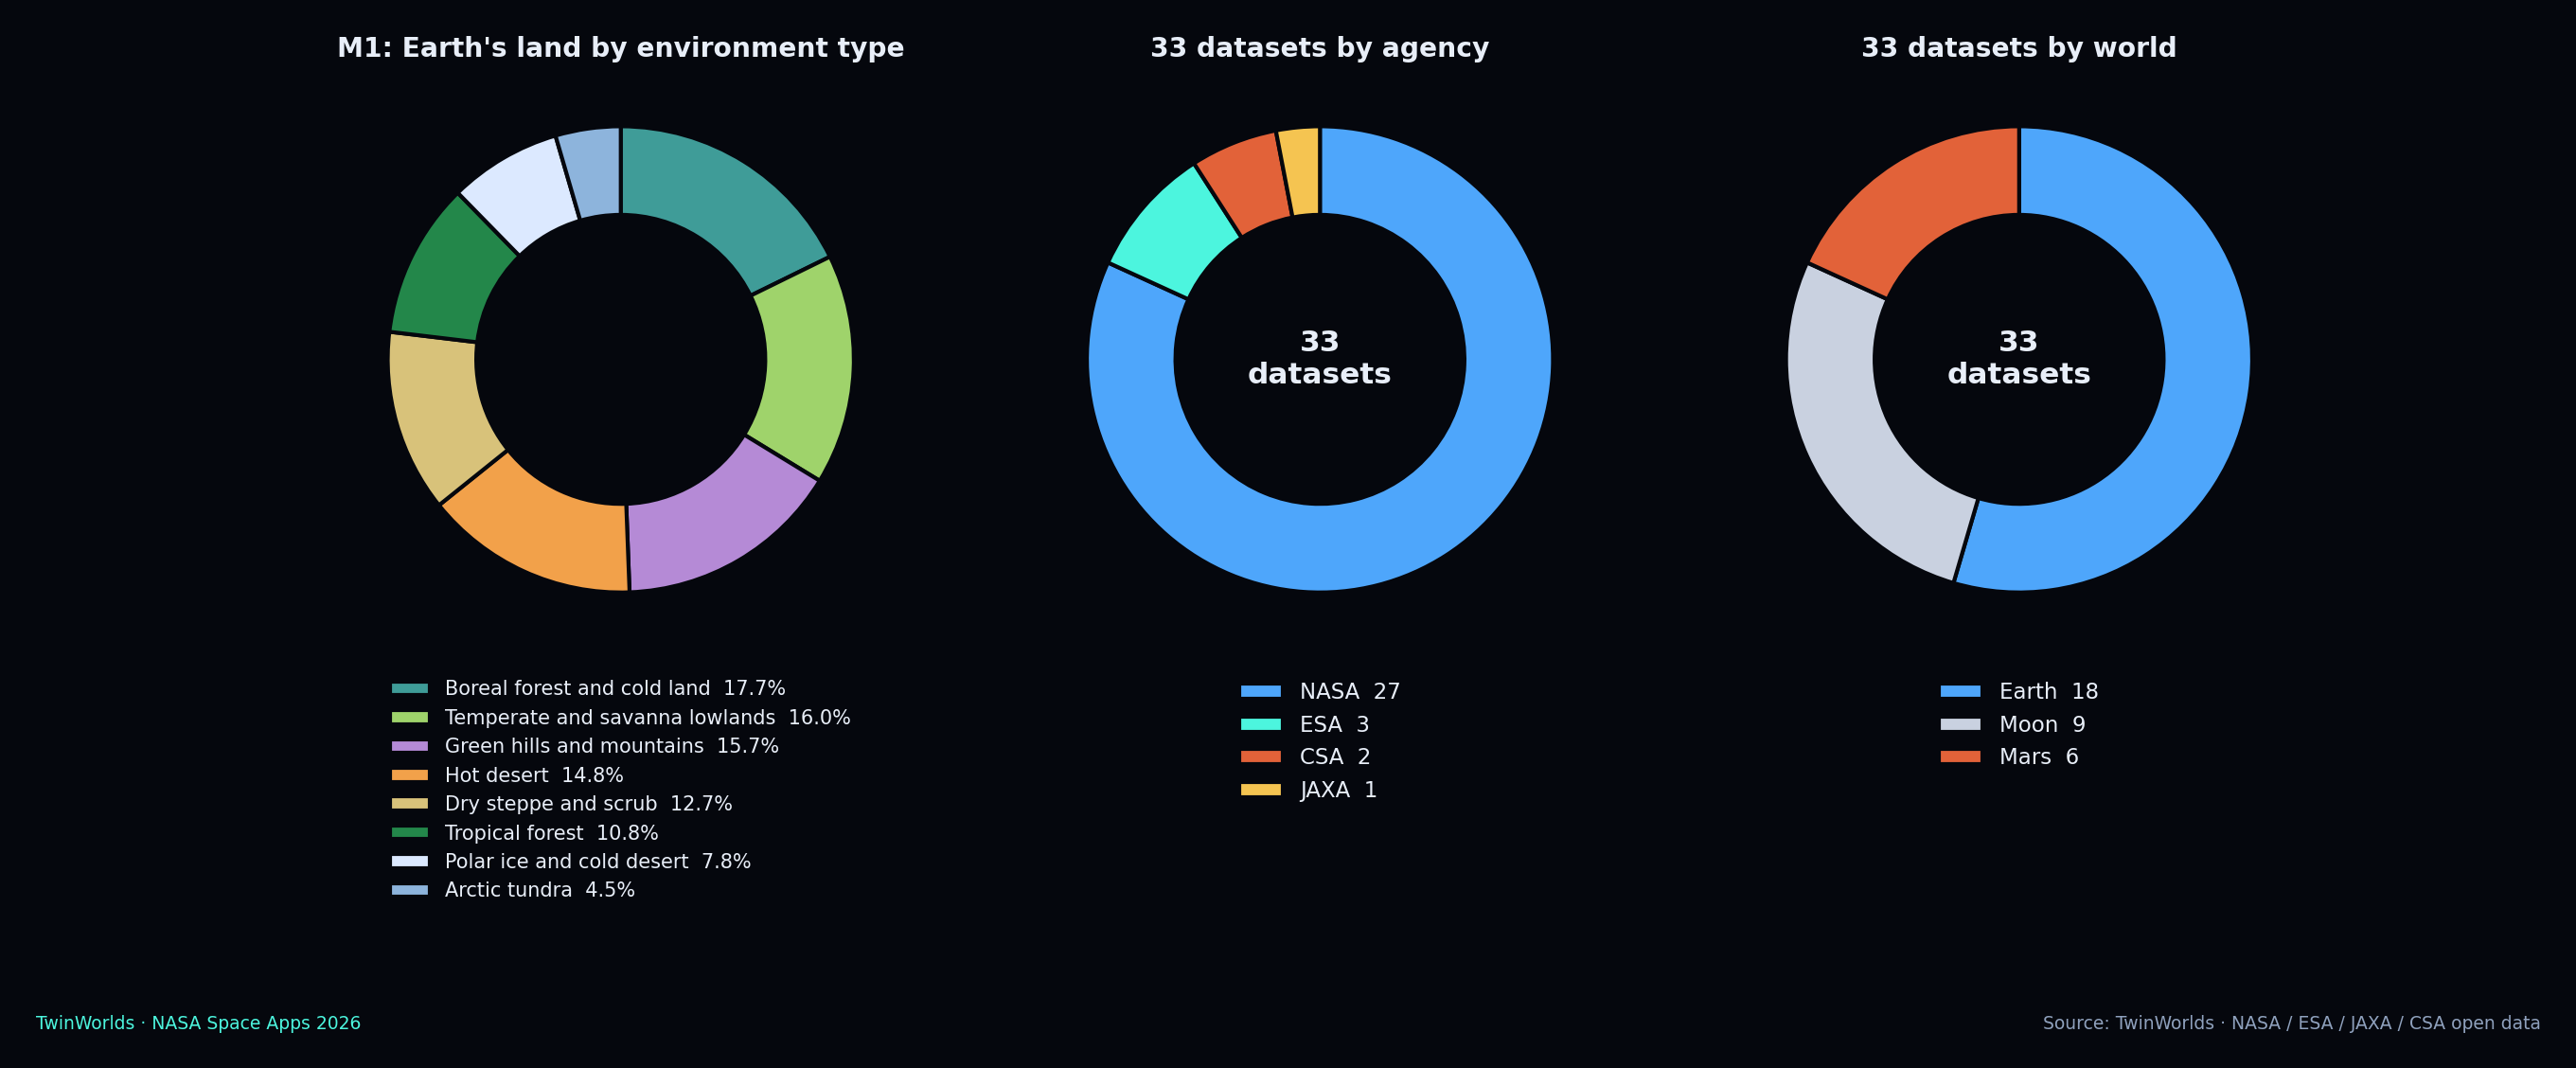 M1: Earth's land by environment type
Boreal forest and cold land  17.7%
Temperate and savanna lowlands  16.0%
Green hills and mountains  15.7%
Hot desert  14.8%
Dry steppe and scrub  12.7%
Tropical forest  10.8%
Polar ice and cold desert  7.8%
Arctic tundra  4.5%
33 datasets by agency
33
datasets
NASA  27
ESA  3
CSA  2
JAXA  1
33 datasets by world
33
datasets
Earth  18
Moon  9
Mars  6
TwinWorlds · NASA Space Apps 2026
Source: TwinWorlds · NASA / ESA / JAXA / CSA open data